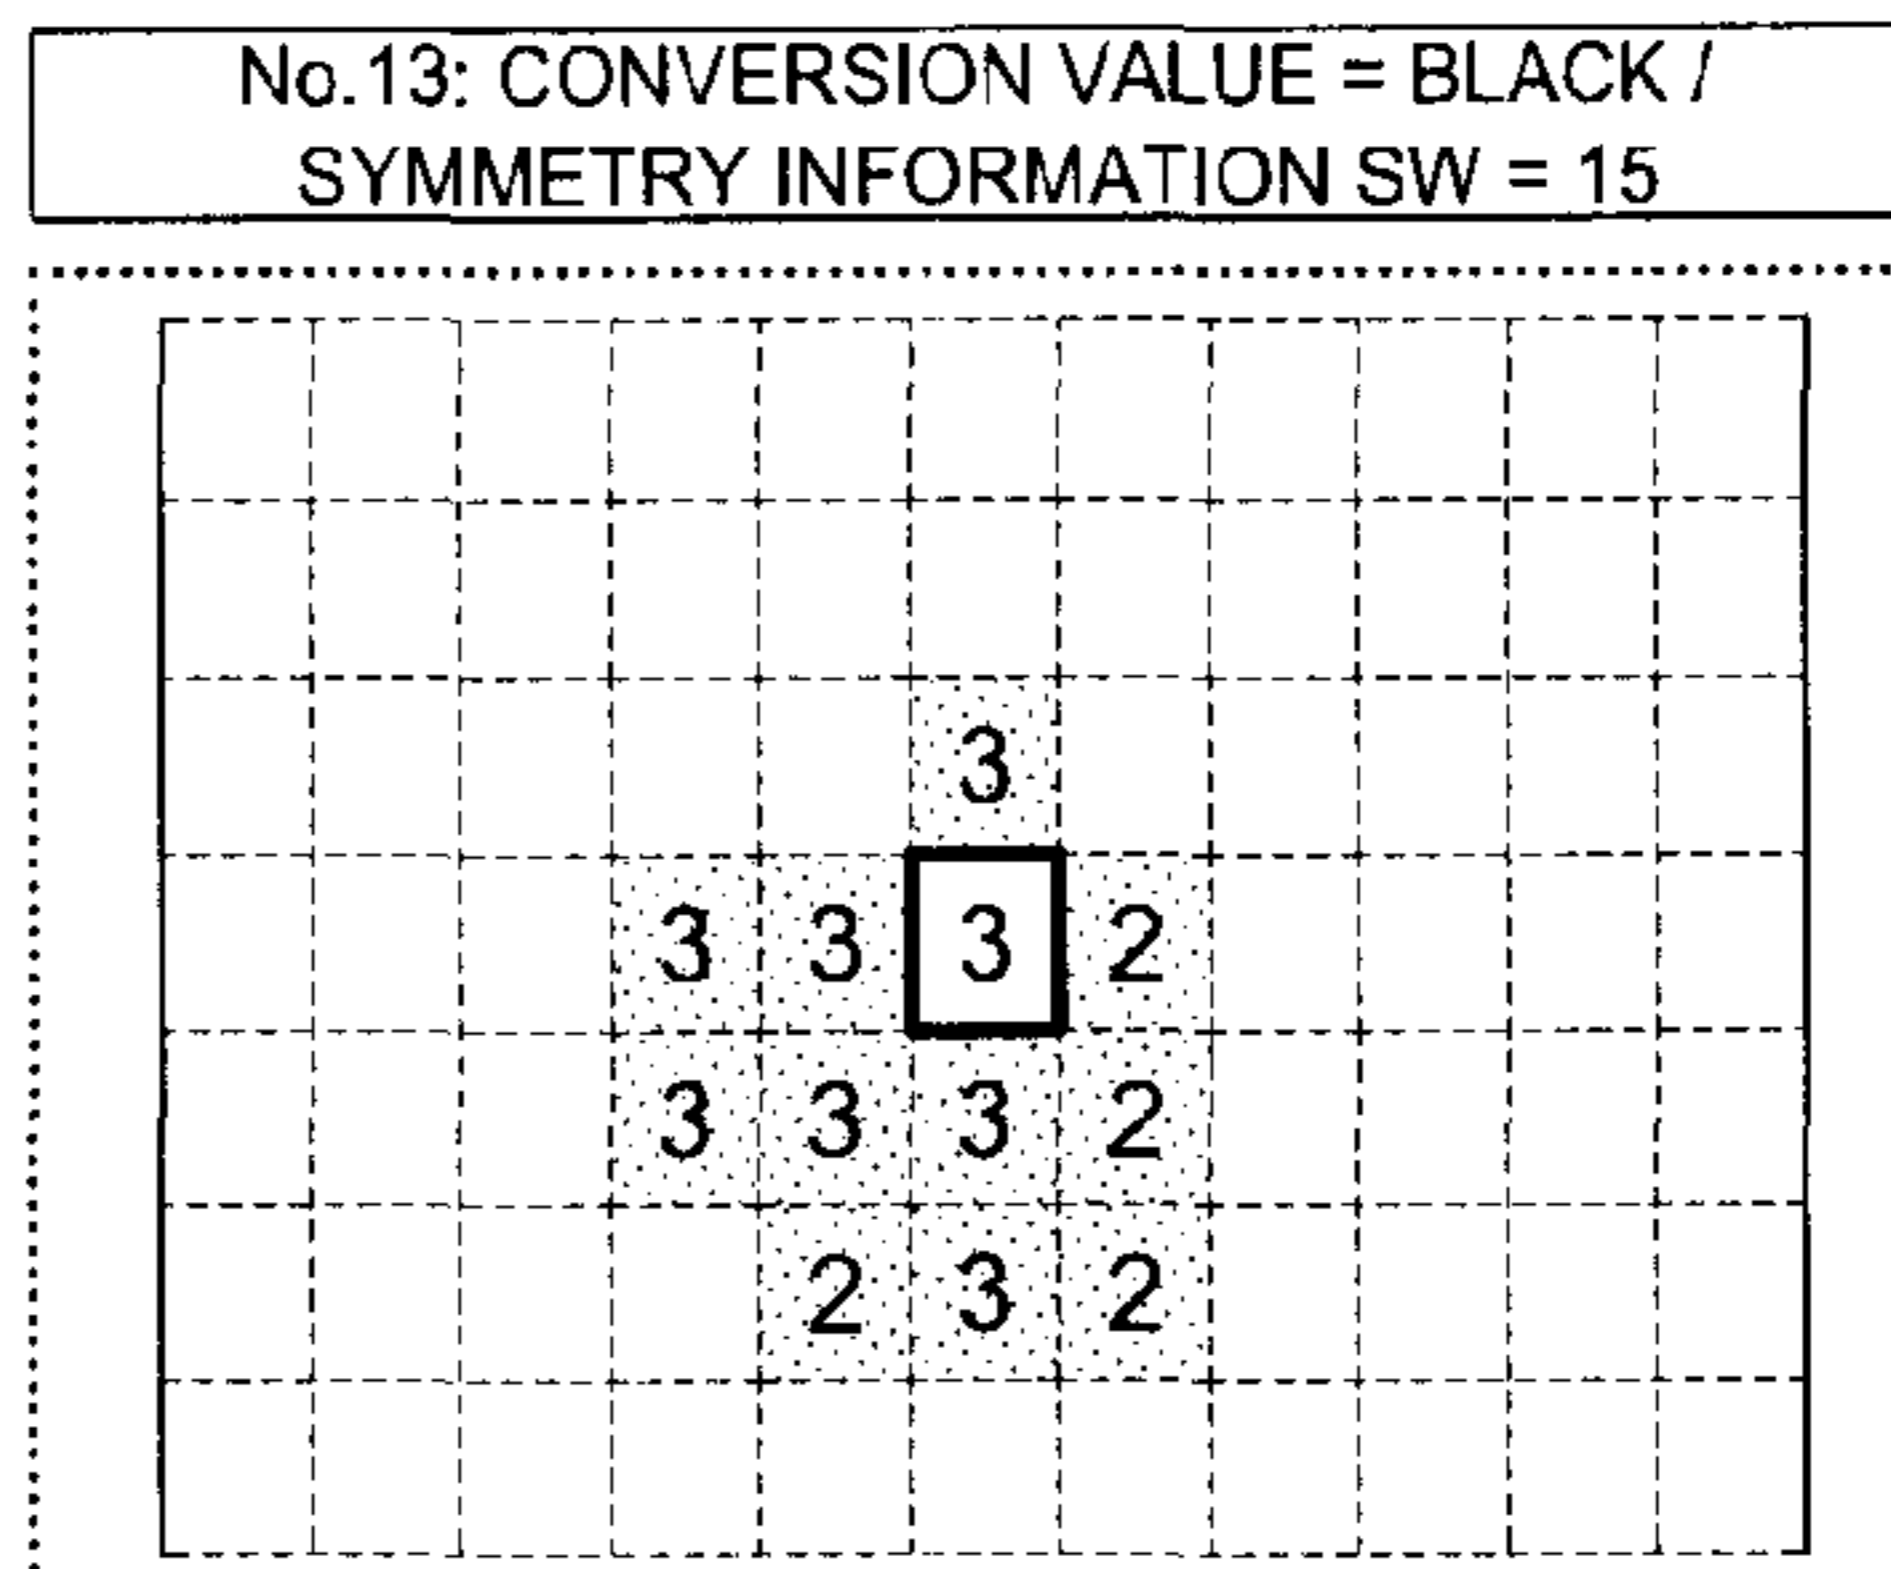 No.13: CONVERSION VALUE = BLACK /
SYMMETRY INFORMATION SW = 15
3
3 3 3 2
3 3 3 2
2 3 2